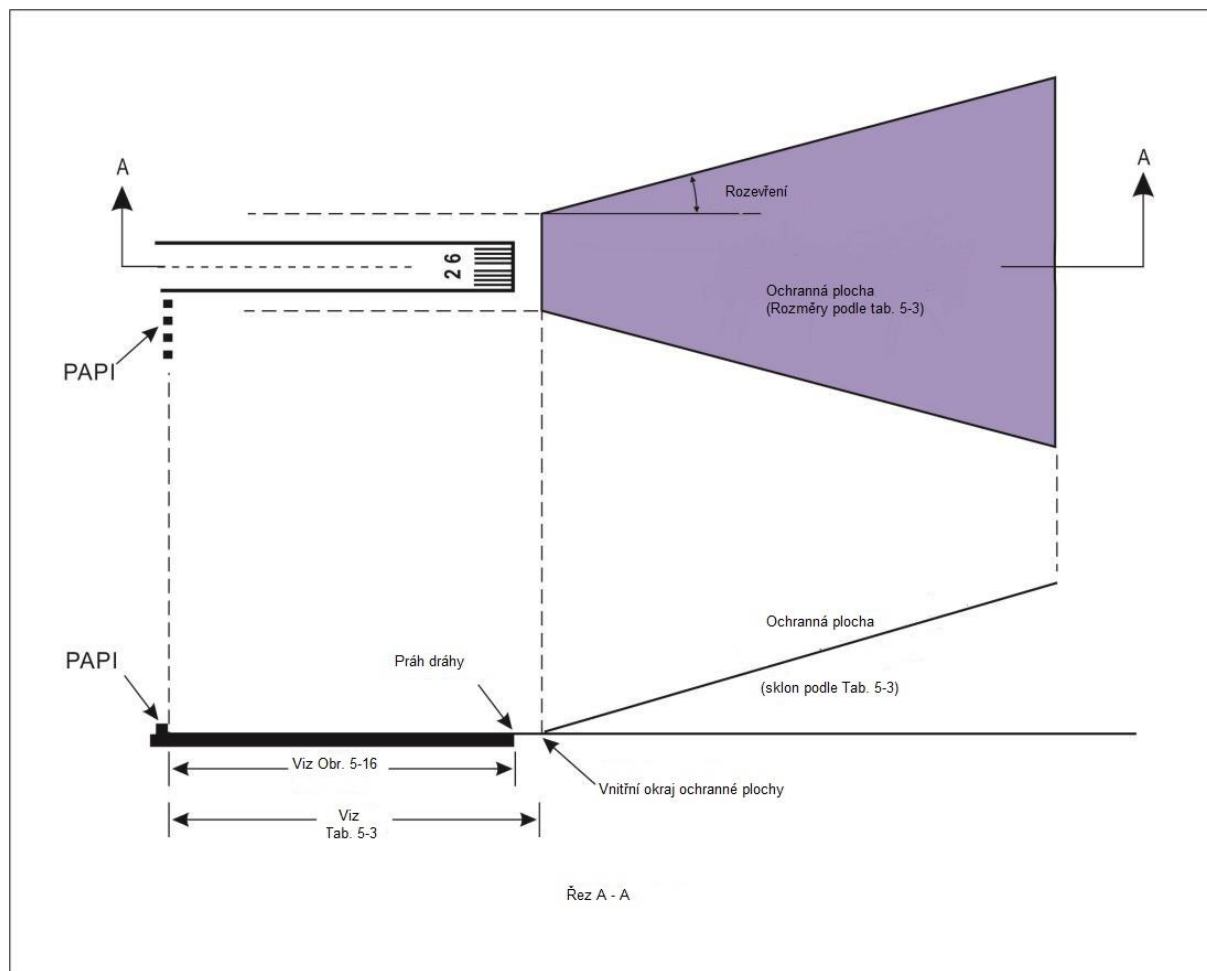 A
A
Rozevření
26
Ochranná plocha
(Rozměry podle tab. 5-3)
PAPI
Ochranná plocha
PAPI
Práh dráhy
(sklon podle Tab. 5-3)
Viz Obr. 5-16
Vnitřní okraj ochranné plochy
Viz
Tab. 5-3
Řez A - A